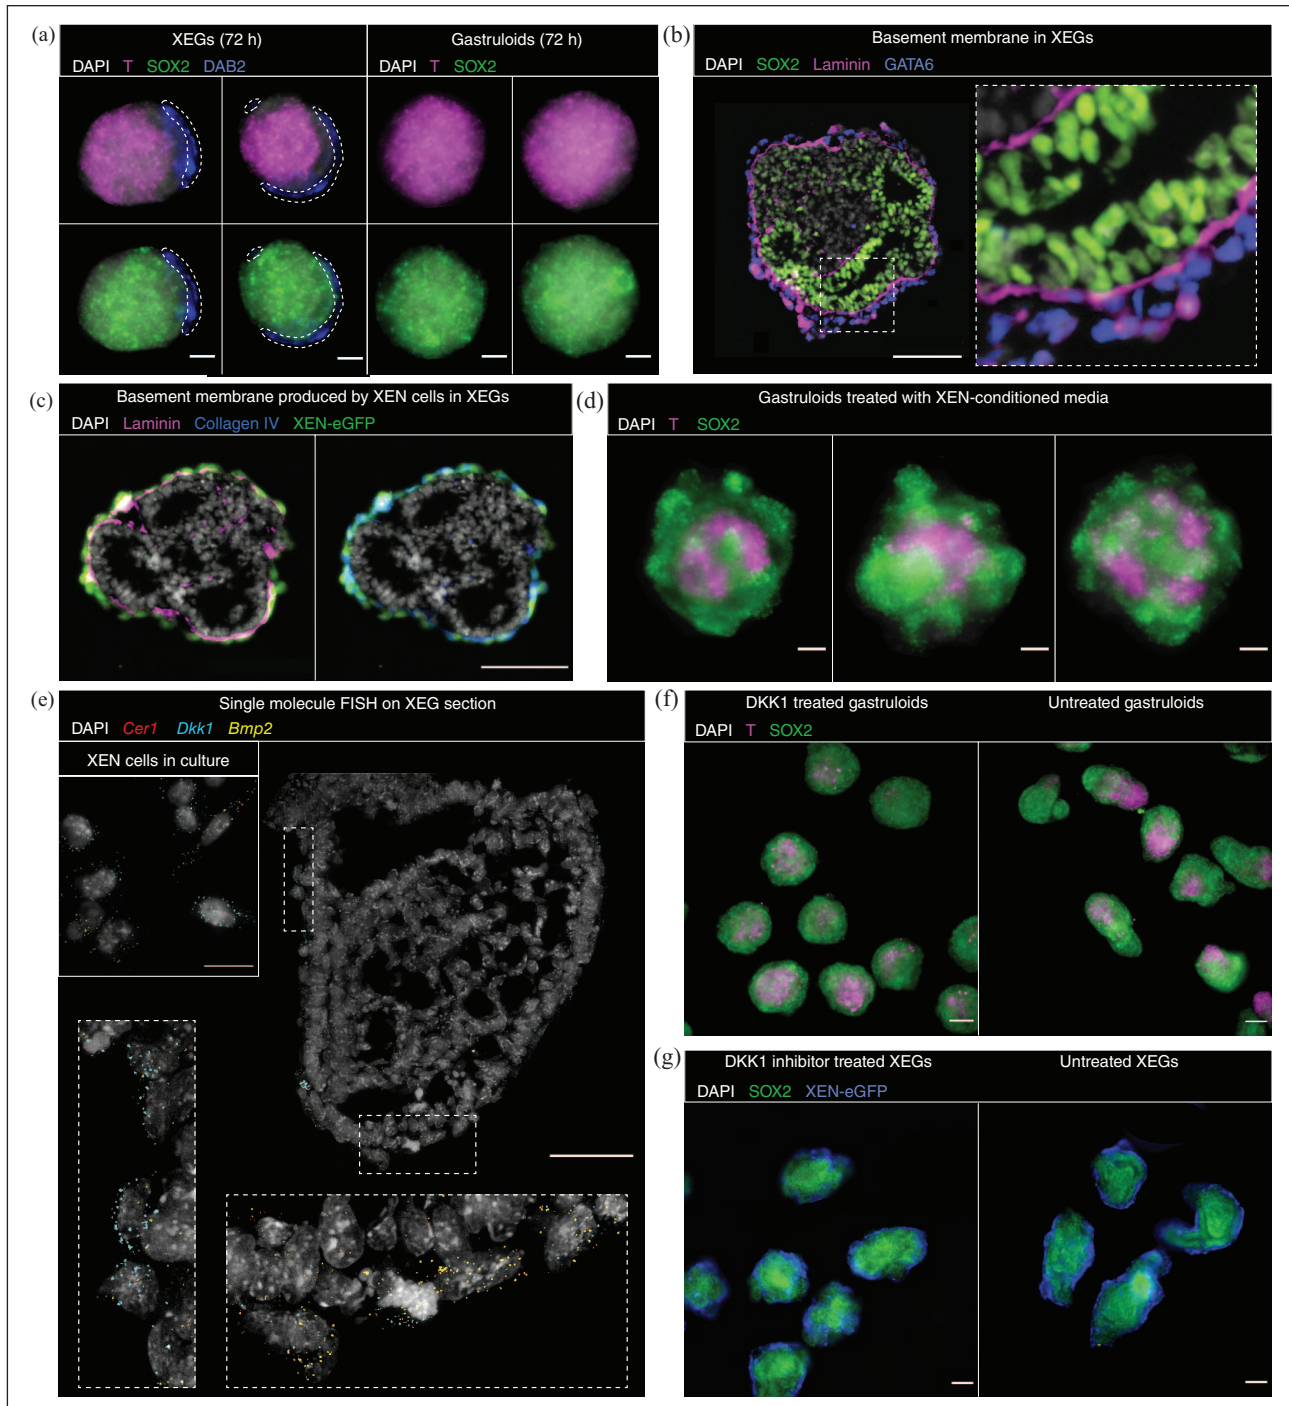 (a)
XEGs (72 h)
Gastruloids (72 h)
DAPI T SOX2 DAB2
DAPI T SOX2
(b)
Basement membrane in XEGs
DAPI SOX2 Laminin GATA6
(c)
Basement membrane produced by XEN cells in XEGs
DAPI Laminin Collagen IV XEN-eGFP
(d)
Gastruloids treated with XEN-conditioned media
DAPI T SOX2
(e)
Single molecule FISH on XEG section
DAPI Cer1 Dkk1 Bmp2
XEN cells in culture
(f)
DKK1 treated gastruloids
Untreated gastruloids
DAPI T SOX2
(g)
DKK1 inhibitor treated XEGs
Untreated XEGs
DAPI SOX2 XEN-eGFP